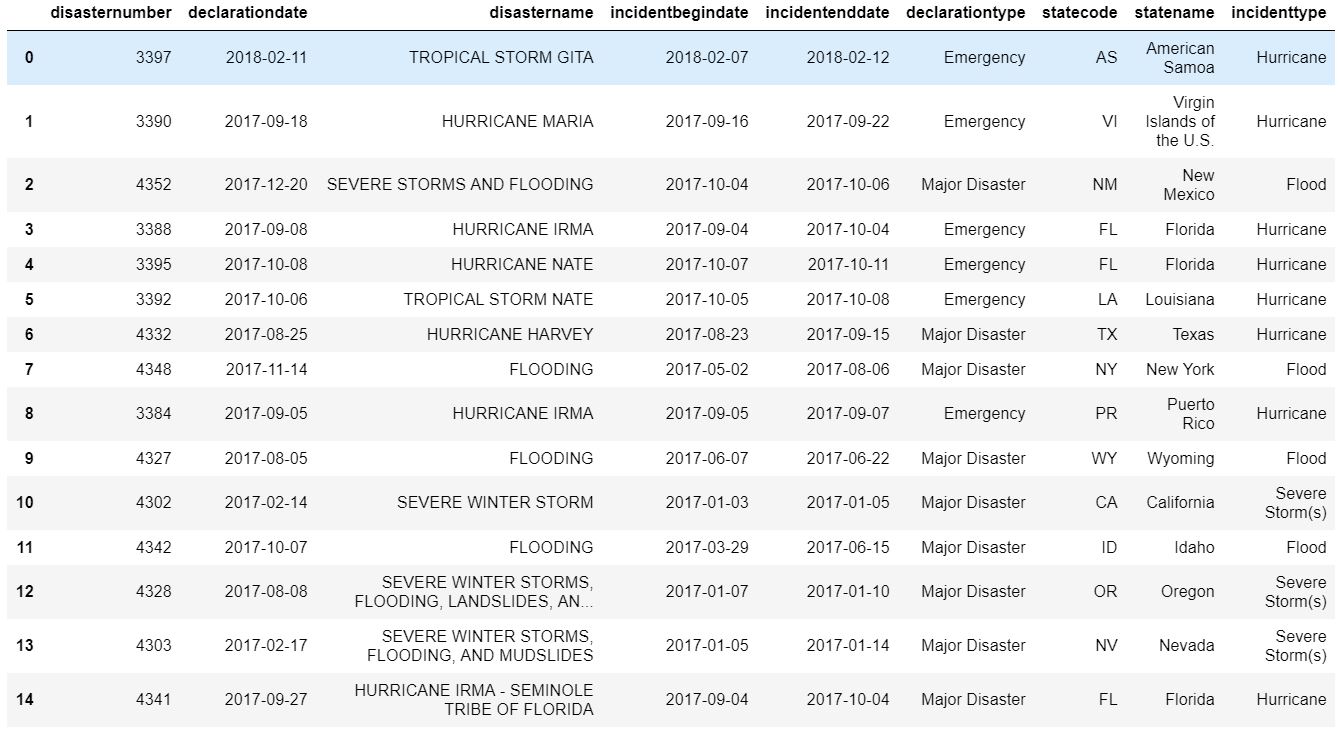 disasternumber declarationdate disastername incidentbegindate incidentenddate declarationtype statecode statename incidenttype
0 3397 2018-02-11 TROPICAL STORM GITA 2018-02-07 2018-02-12 Emergency AS American Samoa Hurricane
1 3390 2017-09-18 HURRICANE MARIA 2017-09-16 2017-09-22 Emergency VI Virgin Islands of the U.S. Hurricane
2 4352 2017-12-20 SEVERE STORMS AND FLOODING 2017-10-04 2017-10-06 Major Disaster NM New Mexico Flood
3 3388 2017-09-08 HURRICANE IRMA 2017-09-04 2017-10-04 Emergency FL Florida Hurricane
4 3395 2017-10-08 HURRICANE NATE 2017-10-07 2017-10-11 Emergency FL Florida Hurricane
5 3392 2017-10-06 TROPICAL STORM NATE 2017-10-05 2017-10-08 Emergency LA Louisiana Hurricane
6 4332 2017-08-25 HURRICANE HARVEY 2017-08-23 2017-09-15 Major Disaster TX Texas Hurricane
7 4348 2017-11-14 FLOODING 2017-05-02 2017-08-06 Major Disaster NY New York Flood
8 3384 2017-09-05 HURRICANE IRMA 2017-09-05 2017-09-07 Emergency PR Puerto Rico Hurricane
9 4327 2017-08-05 FLOODING 2017-06-07 2017-06-22 Major Disaster WY Wyoming Flood
10 4302 2017-02-14 SEVERE WINTER STORM 2017-01-03 2017-01-05 Major Disaster CA California Severe Storm(s)
11 4342 2017-10-07 FLOODING 2017-03-29 2017-06-15 Major Disaster ID Idaho Flood
12 4328 2017-08-08 SEVERE WINTER STORMS, FLOODING, LANDSLIDES, AN... 2017-01-07 2017-01-10 Major Disaster OR Oregon Severe Storm(s)
13 4303 2017-02-17 SEVERE WINTER STORMS, FLOODING, AND MUDSLIDES 2017-01-05 2017-01-14 Major Disaster NV Nevada Severe Storm(s)
14 4341 2017-09-27 HURRICANE IRMA - SEMINOLE TRIBE OF FLORIDA 2017-09-04 2017-10-04 Major Disaster FL Florida Hurricane